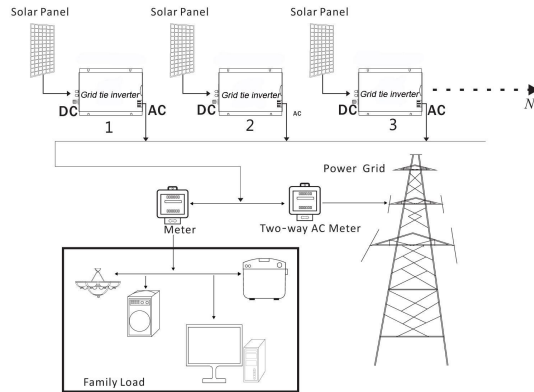 Solar Panel
Solar Panel
Solar Panel
Grid tie inverter
Grid tie inverter
Grid tie inverter
DC
AC
DC
AC
DC
AC
N
1
2
3
Power Grid
Meter
Two-way AC Meter
Family Load